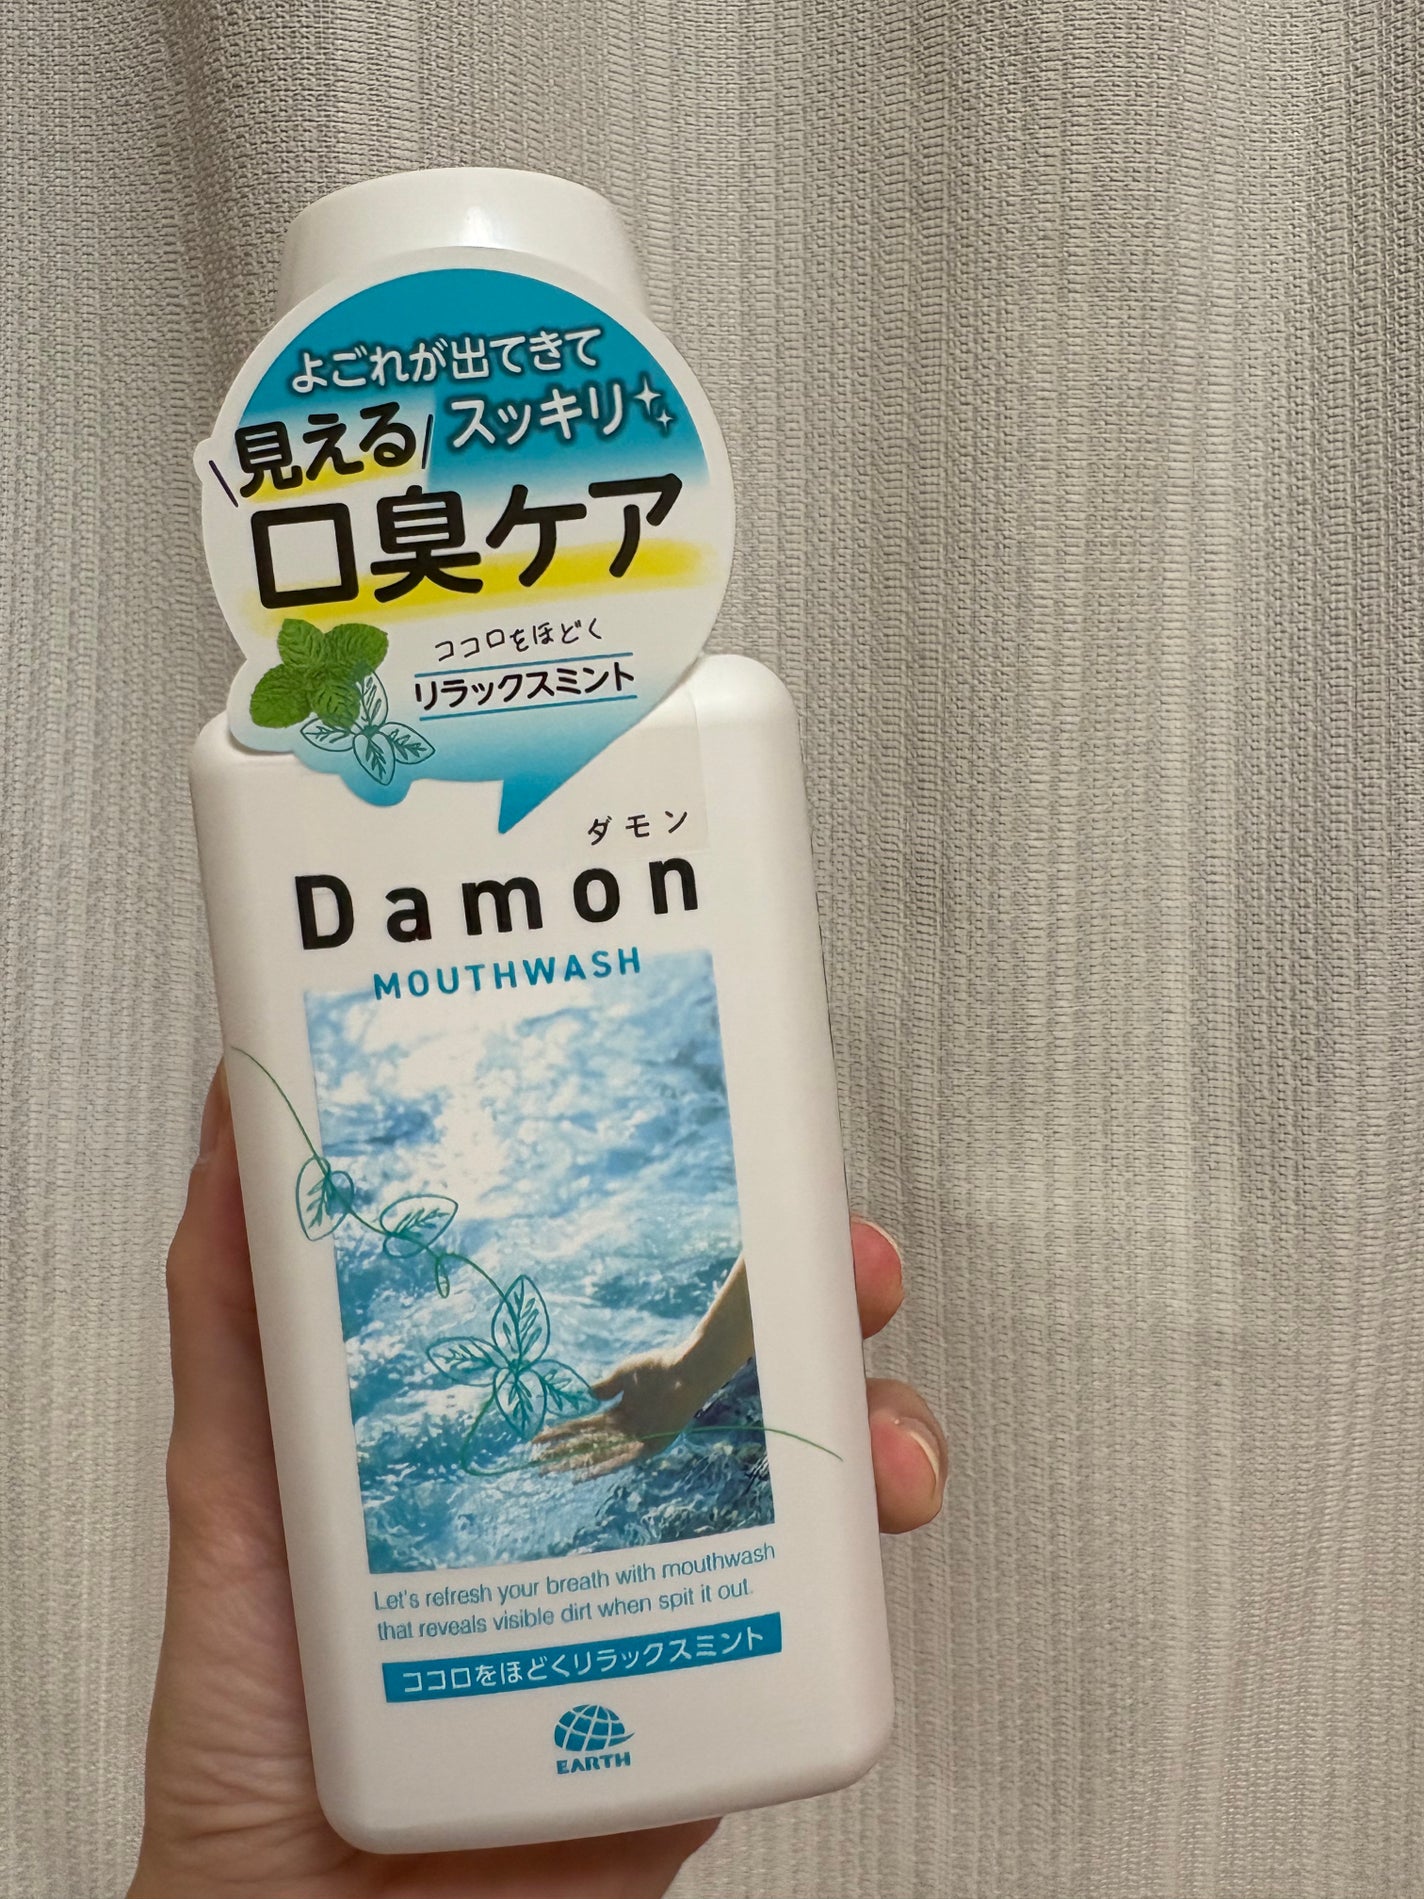 よごれが出てきて
スッキリ
見える
口臭ケア
ココロをほどく
リラックスミント
ダモン
Damon
MOUTHWASH
Let's refresh your breath with mouthwash
that reveals visible dirt when spit it out.
ココロをほどくリラックスミント
EARTH